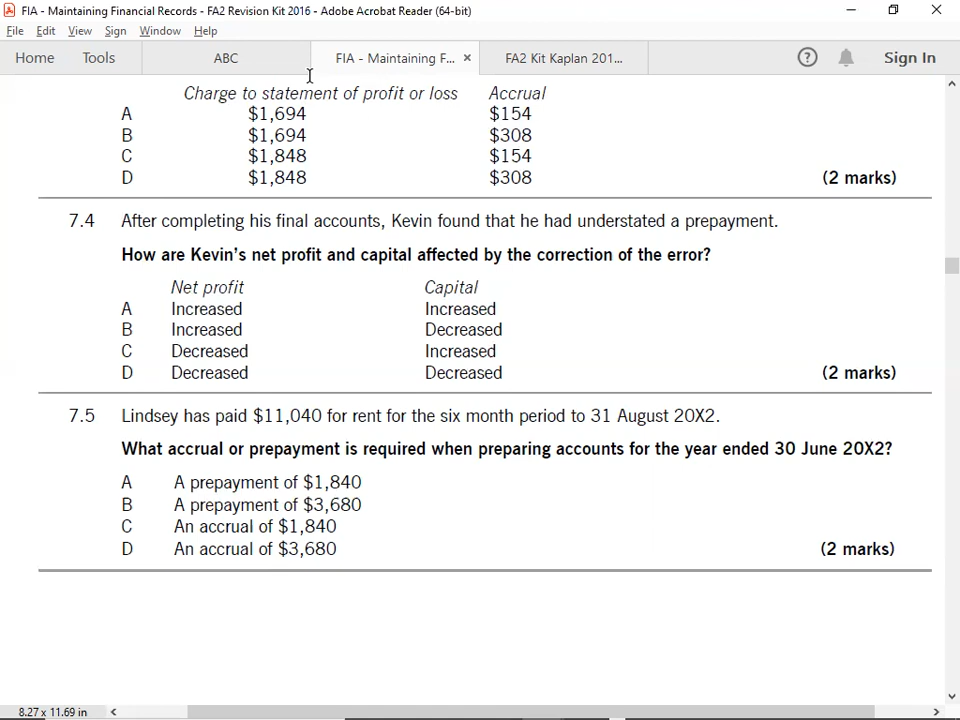 FIA - Maintaining Financial Records - FA2 Revision Kit 2016 - Adobe Acrobat Reader (64-bit)
File Edit View Sign Window Help
Home Tools ABC FIA - Maintaining F... × FA2 Kit Kaplan 201... ? Sign In
Charge to statement of profit or loss Accrual
A $1,694 $154
B $1,694 $308
C $1,848 $154
D $1,848 $308 (2 marks)
7.4 After completing his final accounts, Kevin found that he had understated a prepayment.
How are Kevin's net profit and capital affected by the correction of the error?
Net profit Capital
A Increased Increased
B Increased Decreased
C Decreased Increased
D Decreased Decreased (2 marks)
7.5 Lindsey has paid $11,040 for rent for the six month period to 31 August 20X2.
What accrual or prepayment is required when preparing accounts for the year ended 30 June 20X2?
A A prepayment of $1,840
B A prepayment of $3,680
C An accrual of $1,840
D An accrual of $3,680 (2 marks)
8.27 x 11.69 in